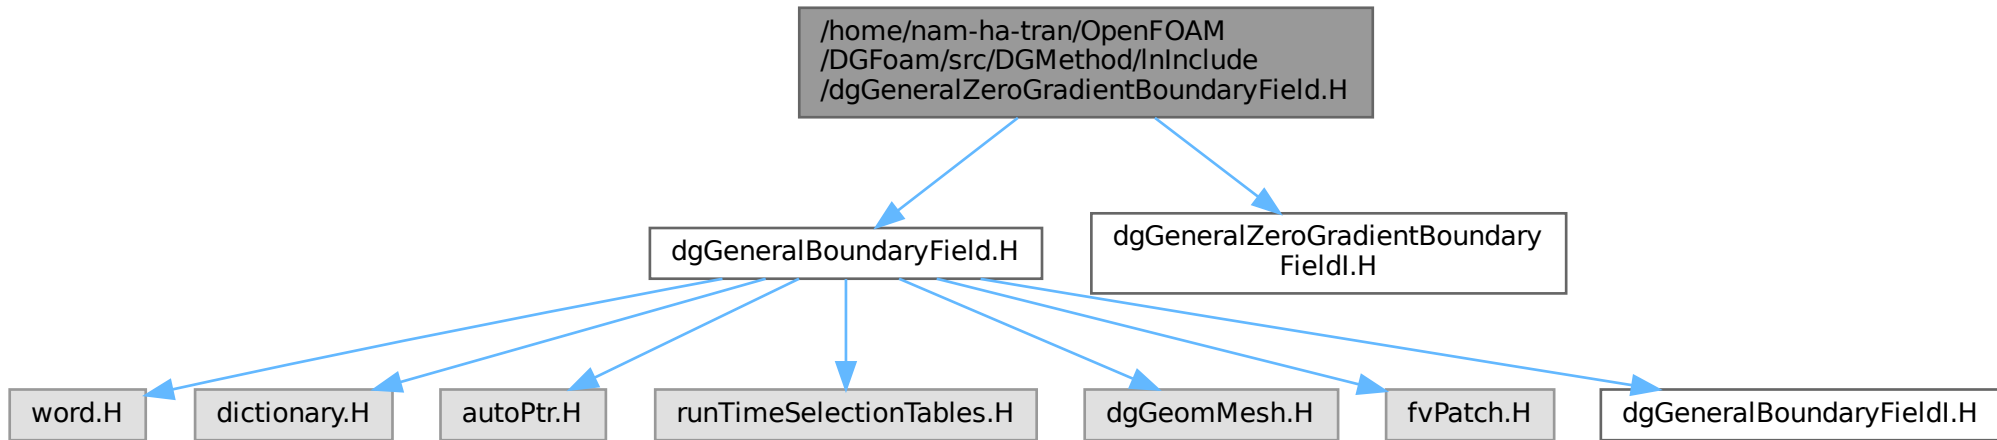 /home/nam-ha-tran/OpenFOAM
/DGFoam/src/DGMethod/lnInclude
/dgGeneralZeroGradientBoundaryField.H
dgGeneralBoundaryField.H
dgGeneralZeroGradientBoundary
FieldI.H
word.H
dictionary.H
autoPtr.H
runTimeSelectionTables.H
dgGeomMesh.H
fvPatch.H
dgGeneralBoundaryFieldI.H